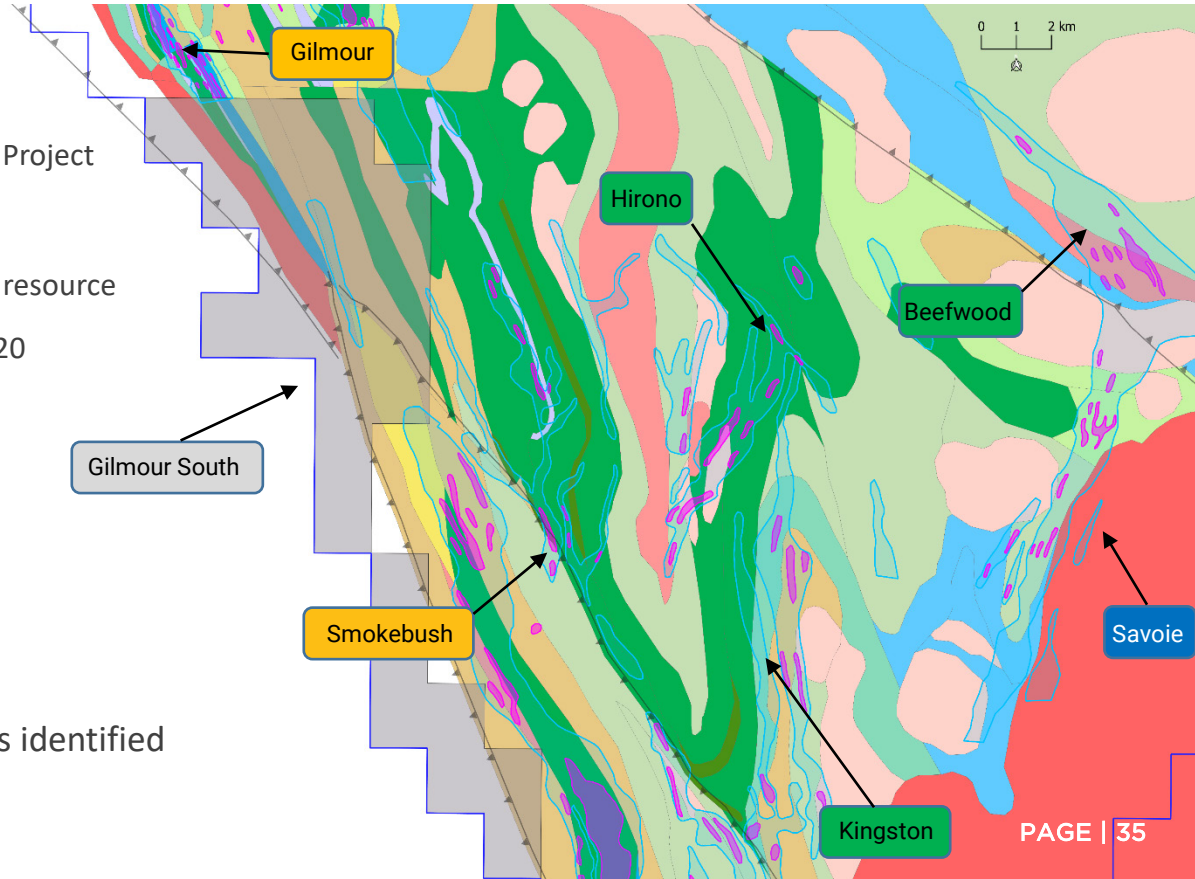 Gilmour
0 1 2 km
Project
Hirono
resource
Beefwood
20
Gilmour South
Smokebush
Savoie
s identified
Kingston
PAGE | 35